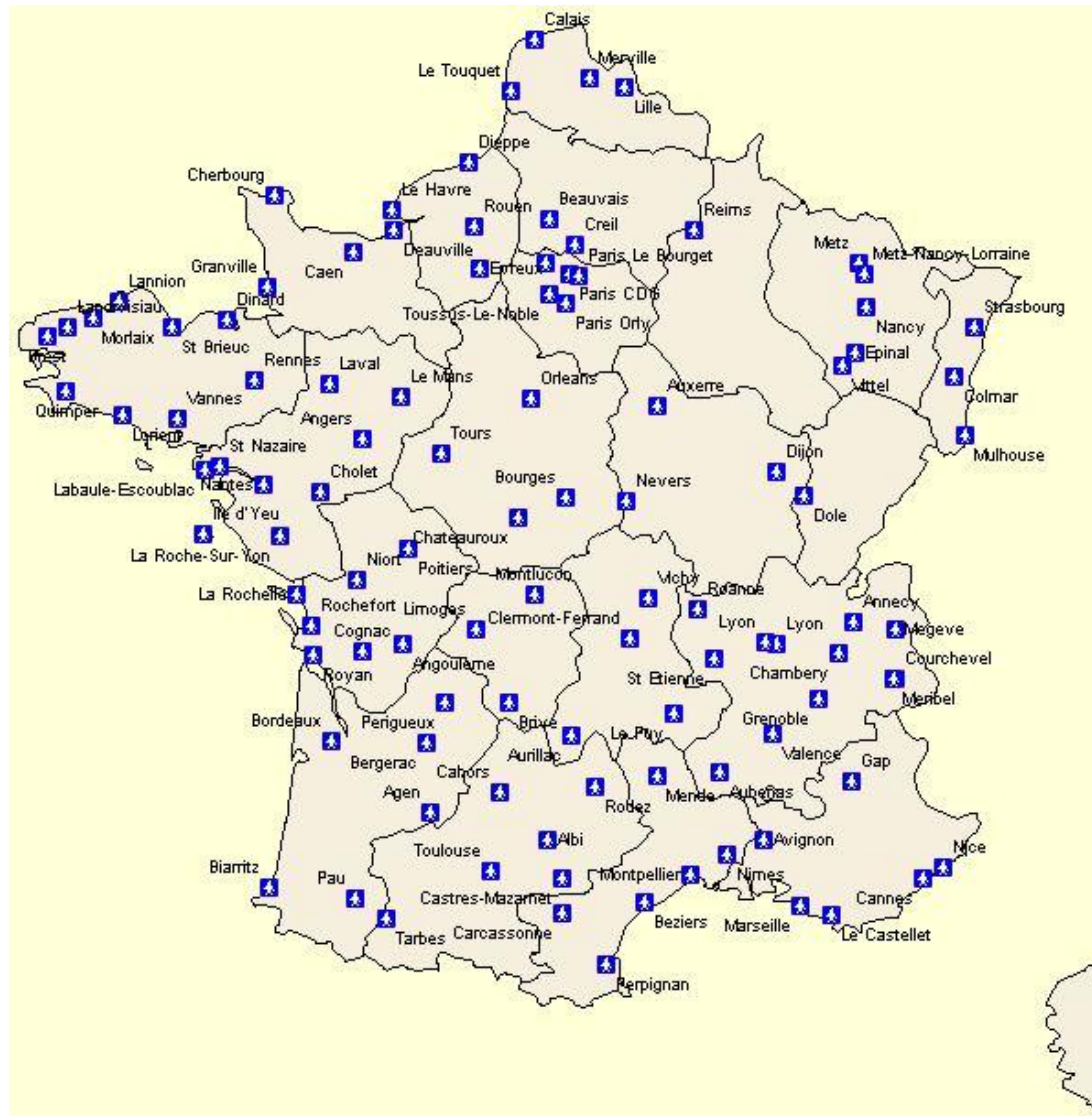 Calais
Merville
Le Touquet
Lille
Dieppe
Cherbourg
Le Havre
Beauvais
Rouen
Creil
Reims
Deauville
Paris Le Bourget
Metz
Metz-Nancy-Lorraine
Caen
Evreux
Granville
Lannion
Paris CDG
Dinard
Toussus-Le-Noble
Strasbourg
Morlaix
Paris Orly
Nancy
St Brieuc
Epinal
Rennes
Laval
Vittel
Le Mans
Orleans
Auxerre
Vannes
Colmar
Quimper
Angers
Lorient
St Nazaire
Tours
Mulhouse
Dijon
Cholet
Bourges
Nevers
Labaule-Escoublac
Nantes
Ile d'Yeu
Dole
Chateauroux
La Roche-Sur-Yon
Niort
Poitiers
Montlucon
Vichy
Roanne
La Rochelle
Annecy
Rochefort
Limoges
Clermont-Ferrand
Lyon
Lyon
Megeve
Cognac
Courchevel
Angouleme
Chambery
Royan
St Etienne
Meribel
Bordeaux
Perigueux
Brive
Grenoble
Le Puy
Aurillac
Valence
Bergerac
Gap
Cahors
Mende
Aubenas
Agen
Rodez
Albi
Avignon
Toulouse
Nice
Biarritz
Pau
Montpellier
Nimes
Castres-Mazamet
Cannes
Beziers
Marseille
Carcassonne
Tarbes
Le Castellet
Perpignan